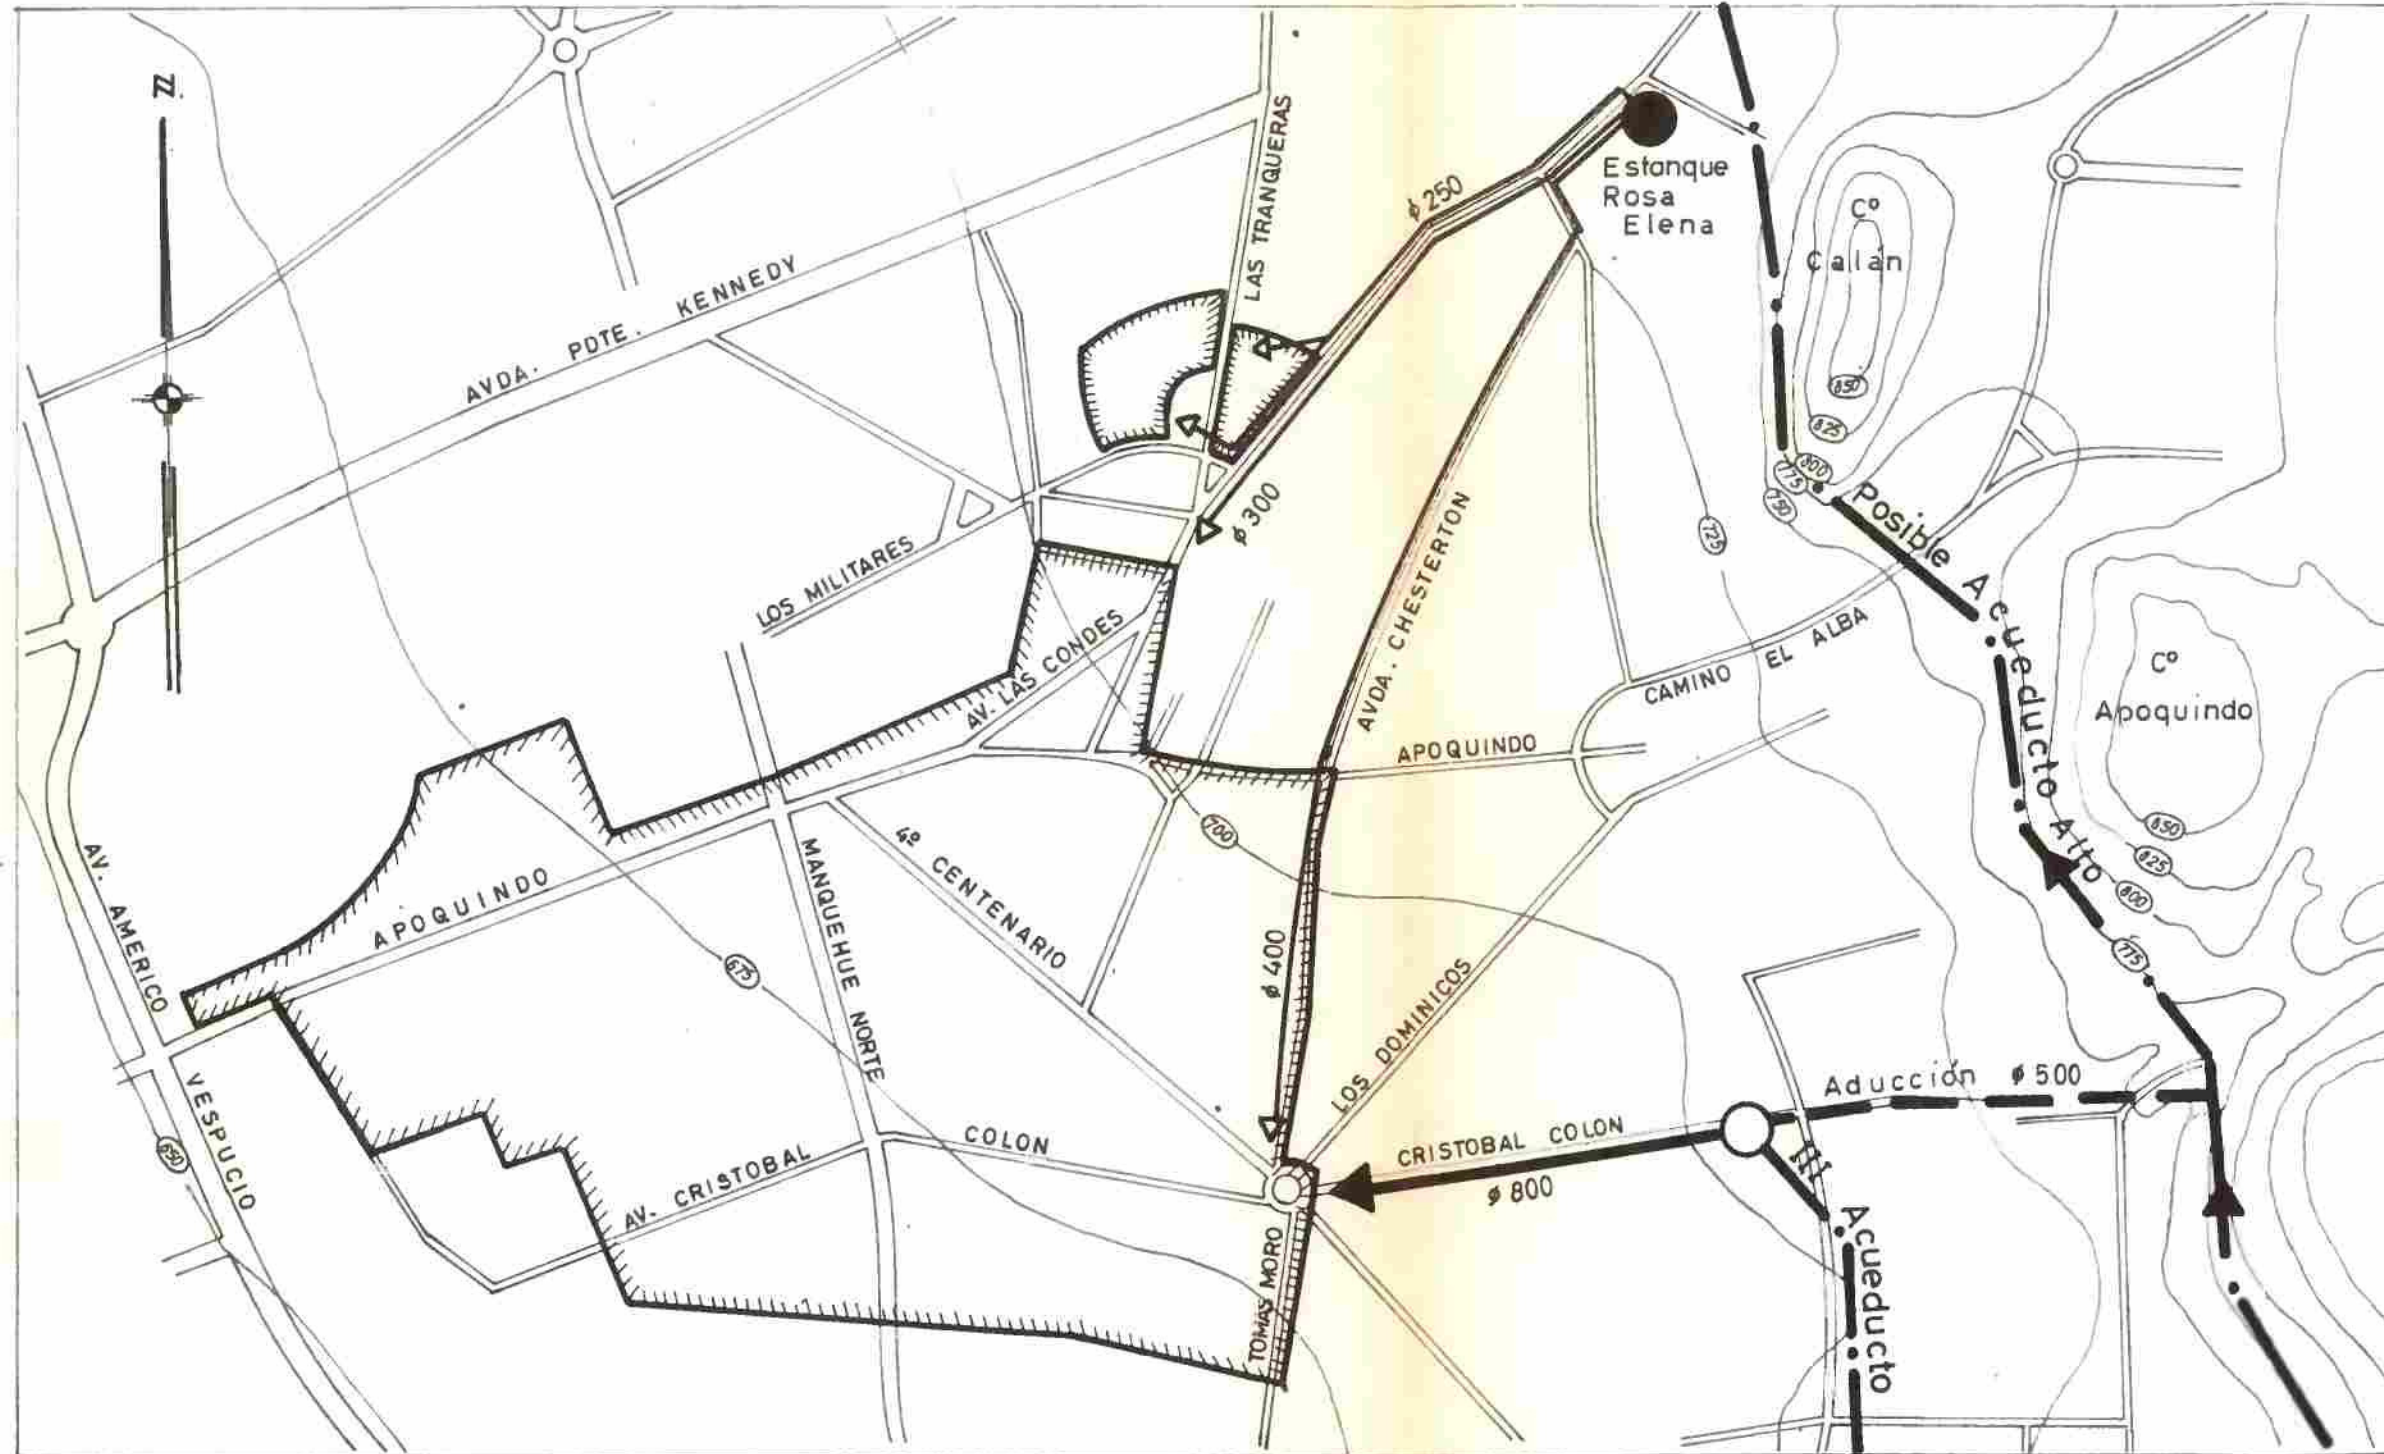 N
LAS TRANQUERAS
AVDA. PDTE. KENNEDY
Estanque
Rosa
Elena
ø 250
Cº
Calán
850
825
800
775
750
725
ø 300
LOS MILITARES
AV. LAS CONDES
AVDA. CHESTERTON
Posible Acueducto Alto
CAMINO EL ALBA
Cº
Apoquindo
850
825
800
775
APOQUINDO
700
4º CENTENARIO
MANQUEHUE NORTE
APOQUINDO
675
AV. AMERICO VESPUCIO
650
ø 400
LOS DOMINICOS
Aducción ø 500
CRISTOBAL COLON
ø 800
AV. CRISTOBAL COLON
TOMAS MORO
III Acueducto